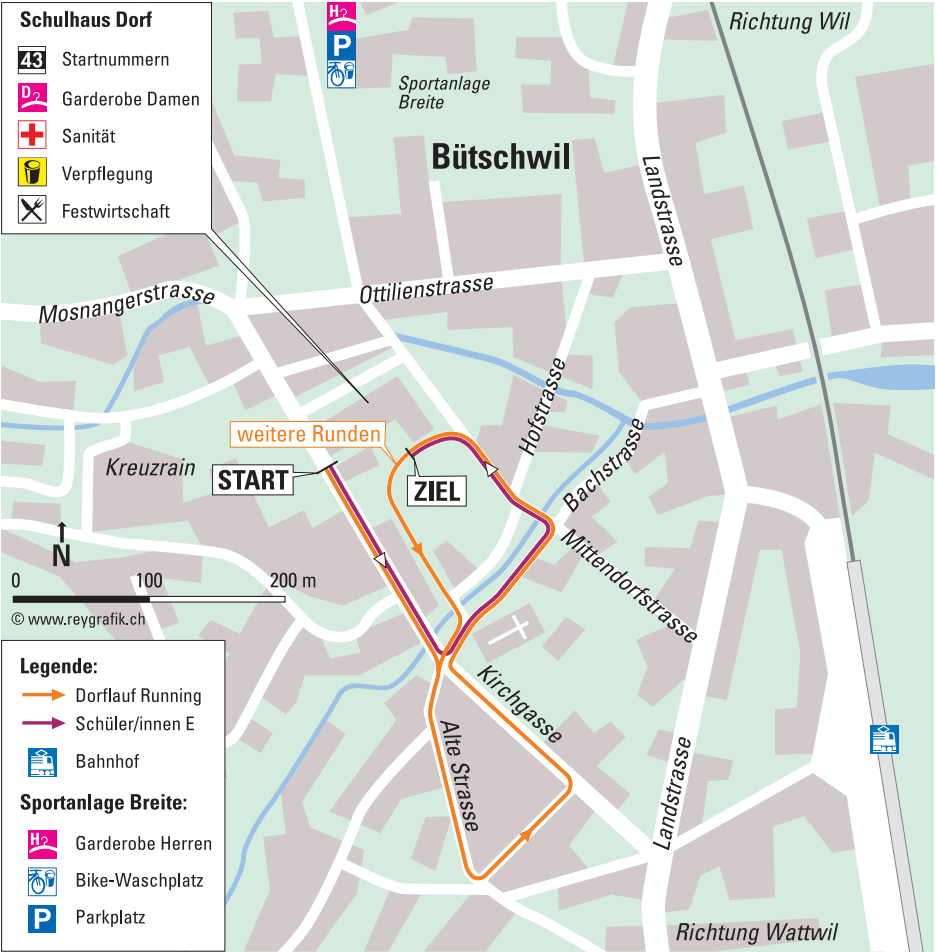 Schulhaus Dorf
43 Startnummern
D Garderobe Damen
Sanität
Verpflegung
Festwirtschaft
H
P
Sportanlage
Breite
Richtung Wil
Bütschwil
Landstrasse
Mosnangerstrasse
Ottilienstrasse
Hofstrasse
weitere Runden
Kreuzrain
START
ZIEL
Bachstrasse
Mittendorfstrasse
N
0 100 200 m
© www.reygrafik.ch
Kirchgasse
Alte Strasse
Landstrasse
Legende:
Dorflauf Running
Schüler/innen E
Bahnhof
Sportanlage Breite:
H Garderobe Herren
Bike-Waschplatz
P Parkplatz
Richtung Wattwil